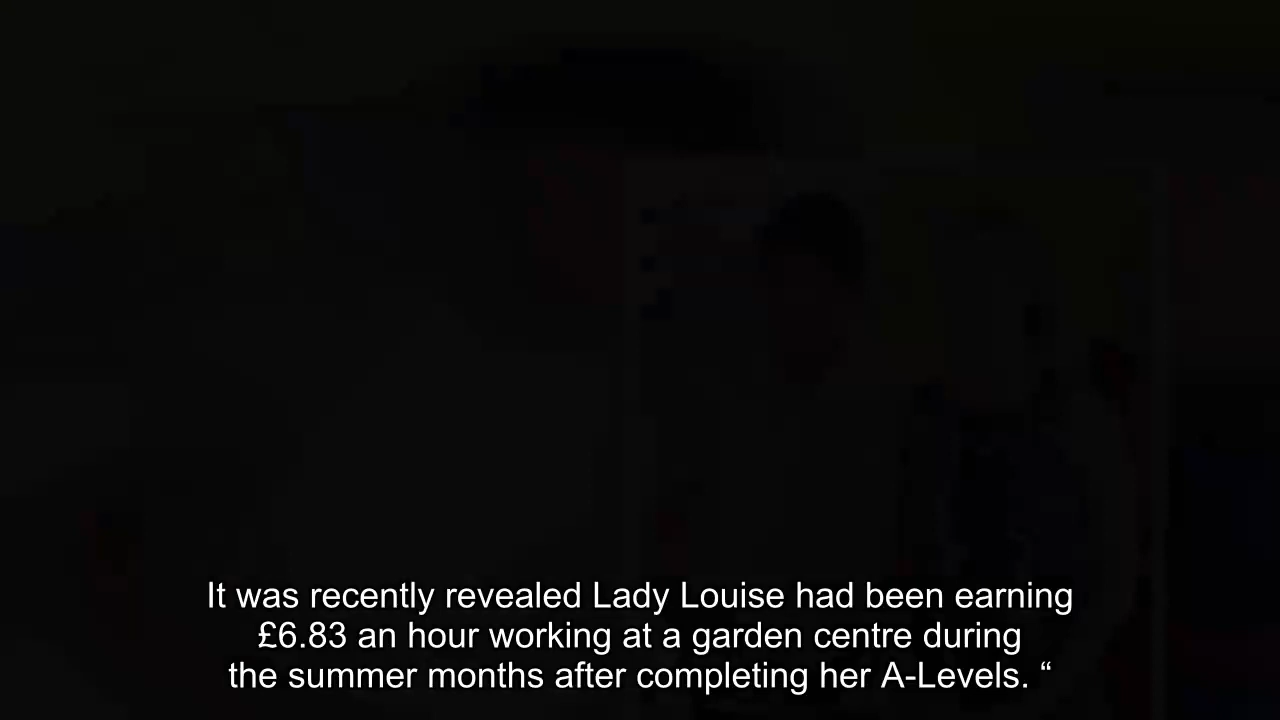 It was recently revealed Lady Louise had been earning
£6.83 an hour working at a garden centre during
the summer months after completing her A-Levels. “